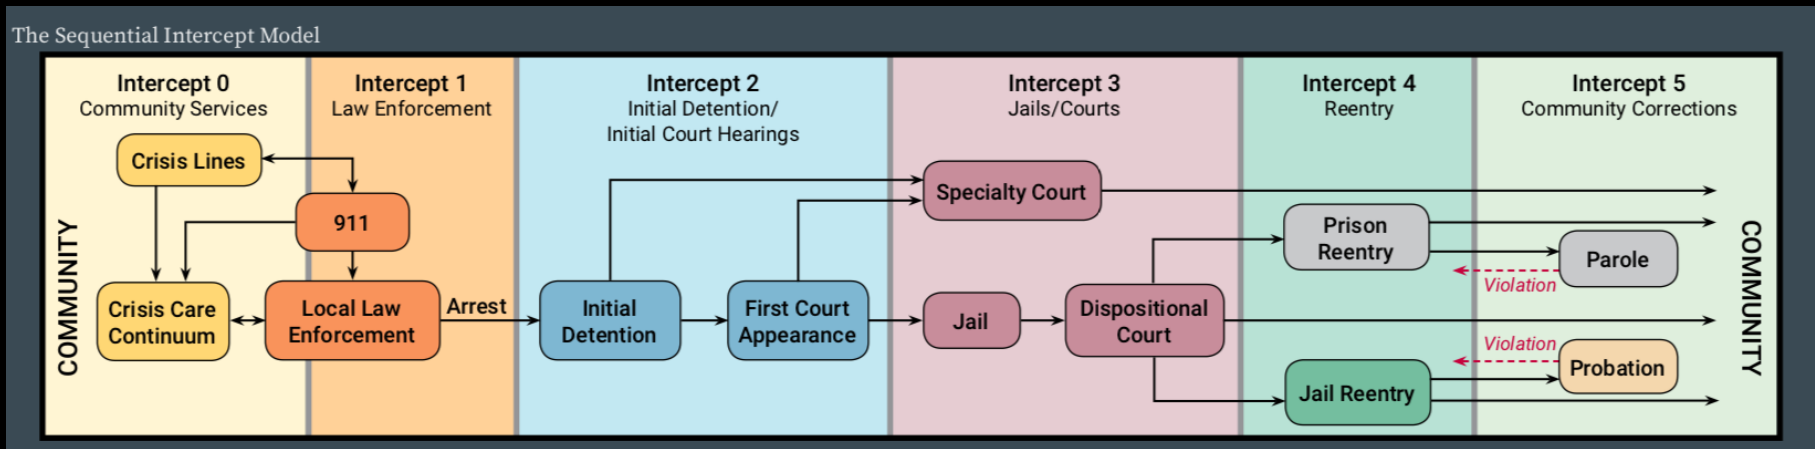 The Sequential Intercept Model
Intercept 0
Community Services
Intercept 1
Law Enforcement
Intercept 2
Initial Detention/
Initial Court Hearings
Intercept 3
Jails/Courts
Intercept 4
Reentry
Intercept 5
Community Corrections
COMMUNITY
Crisis Lines
911
Crisis Care
Continuum
Local Law
Enforcement
Arrest
Initial
Detention
First Court
Appearance
Specialty Court
Jail
Dispositional
Court
Prison
Reentry
Parole
Violation
Violation
Probation
Jail Reentry
COMMUNITY